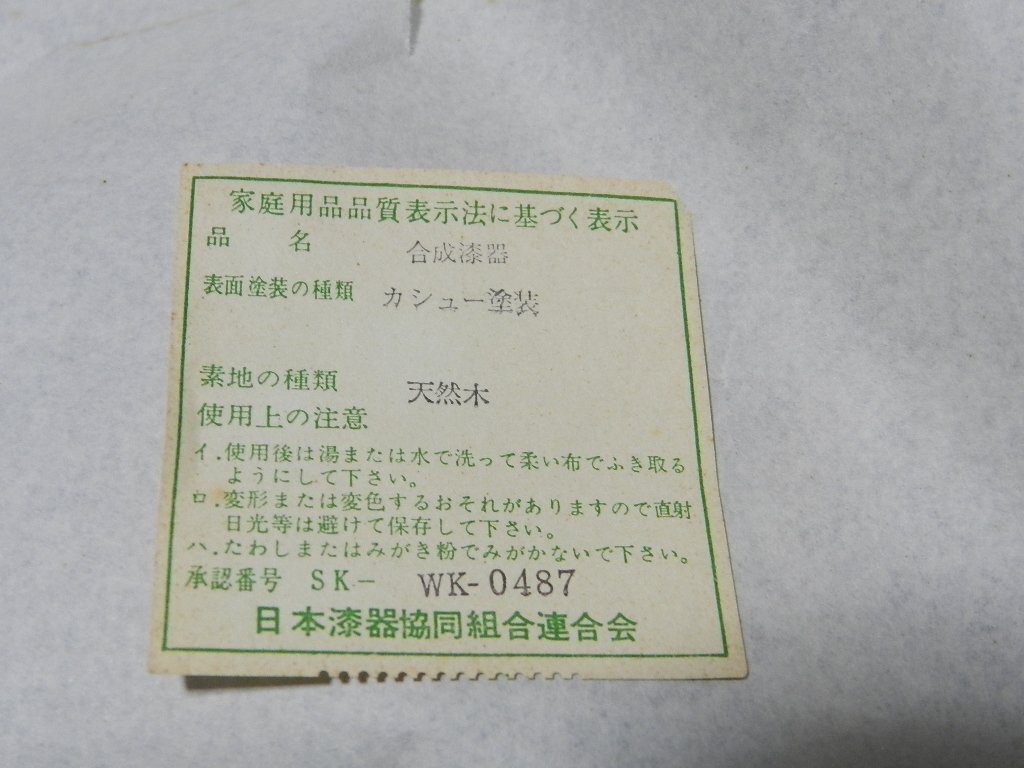 家庭用品品質表示法に基づく表示
品　名　合成漆器
表面塗装の種類　カシュー塗装
素地の種類　天然木
使用上の注意
イ.使用後は湯または水で洗って柔い布でふき取る
ようにして下さい。
ロ.変形または変色するおそれがありますので直射
日光等は避けて保存して下さい。
ハ.たわしまたはみがき粉でみがかないで下さい。
承認番号　SK-　WK-0487
日本漆器協同組合連合会